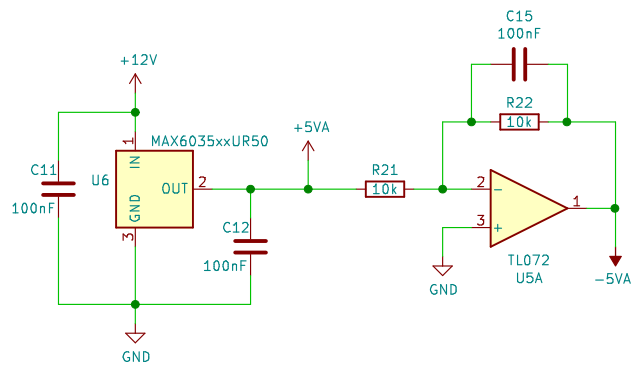 C15
100nF
+12V
R22
10k
+5VA
1
MAX6035xxUR50
IN
C11
100nF
U6
OUT
2
GND
3
R21
10k
2
−
3
+
1
C12
100nF
TL072
U5A
GND
−5VA
GND